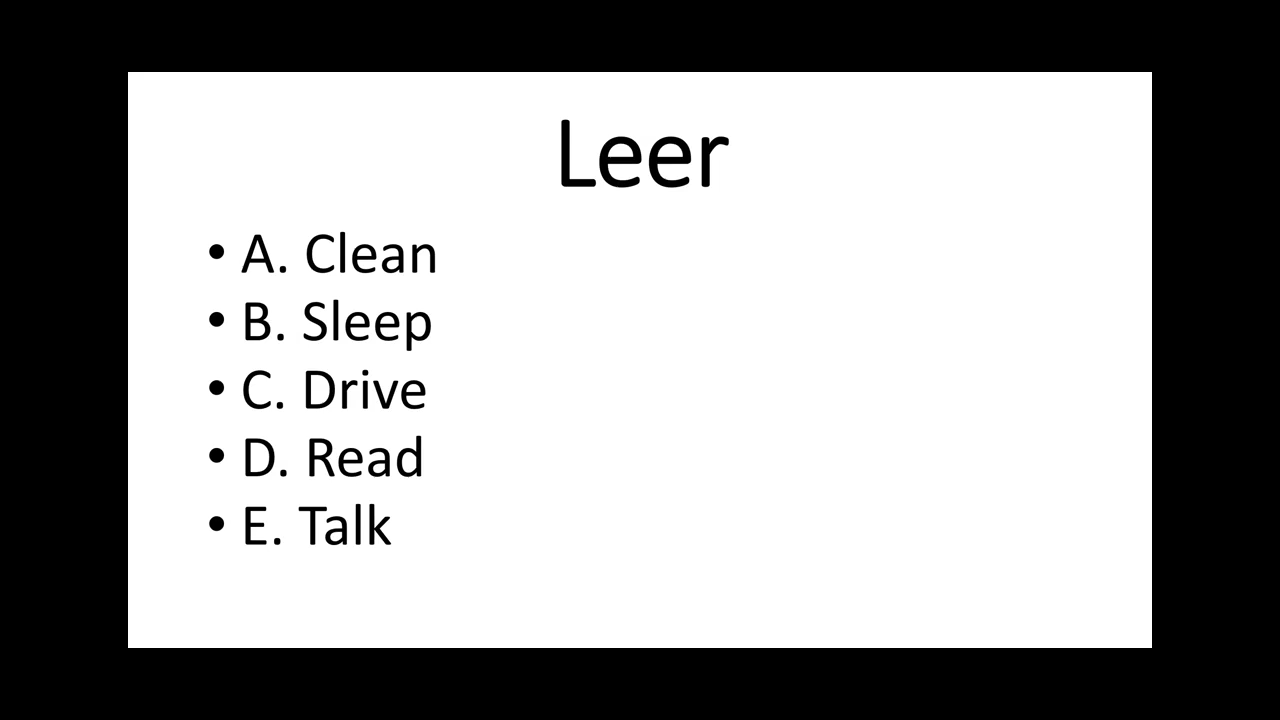 Leer
• A. Clean
• B. Sleep
• C. Drive
• D. Read
• E. Talk